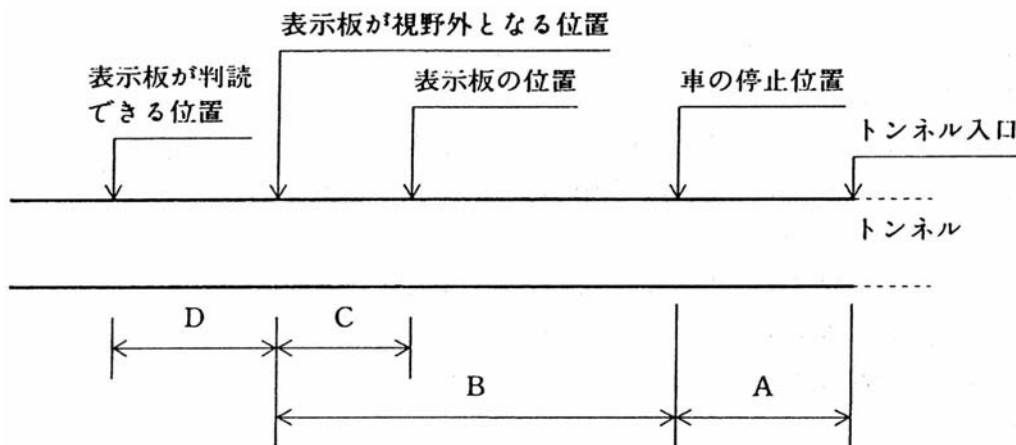 表示板が視野外となる位置
表示板が判読
できる位置
表示板の位置
車の停止位置
トンネル入口
トンネル
D
C
B
A